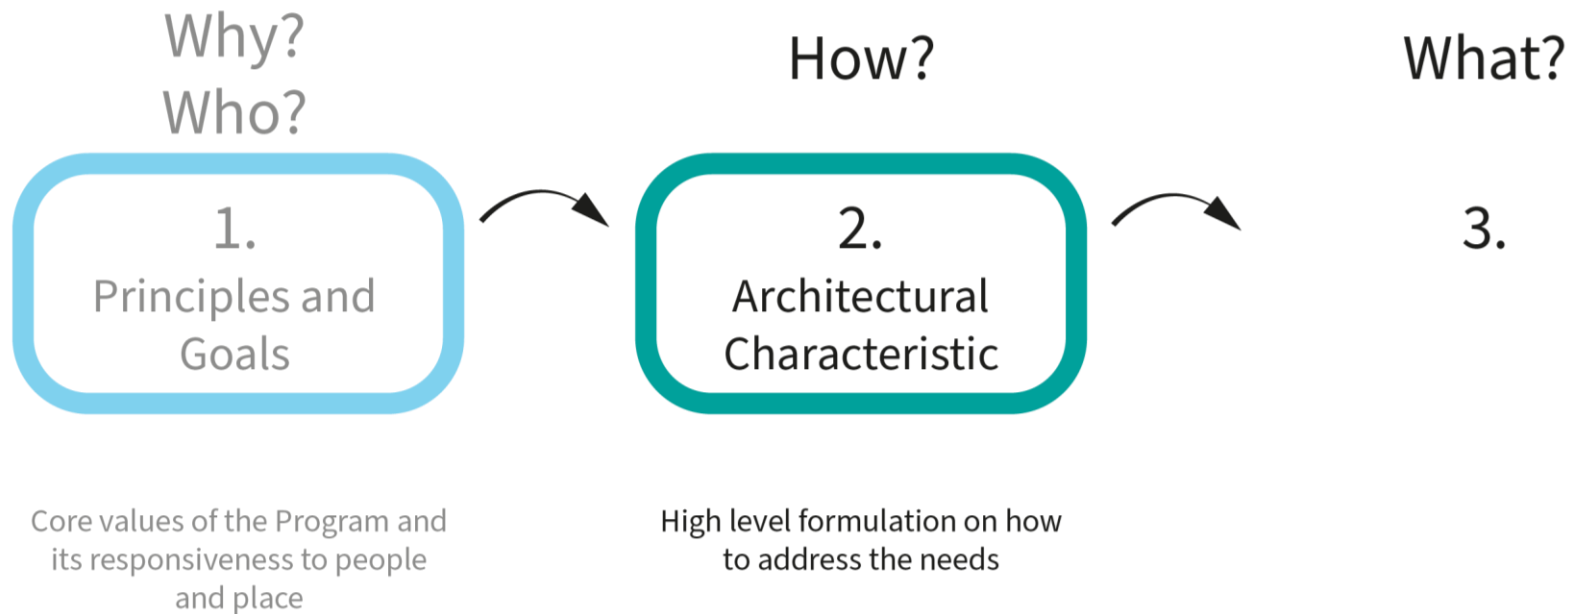 Why?
Who?
How?
What?
1.
Principles and
Goals
2.
Architectural
Characteristic
3.
Core values of the Program and
its responsiveness to people
and place
High level formulation on how
to address the needs